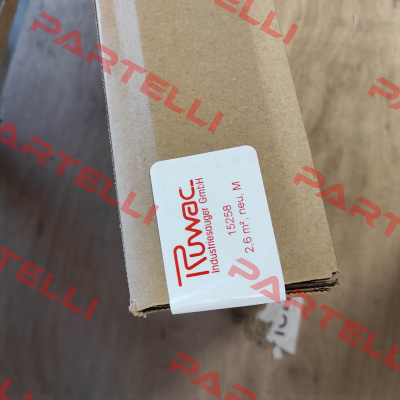 Ruwac
Industriesauger GmbH
15258
2,6 m², neu, M
PARTELLI
PARTELLI
PARTELLI
PARTELLI
PARTELLI
PARTELLI